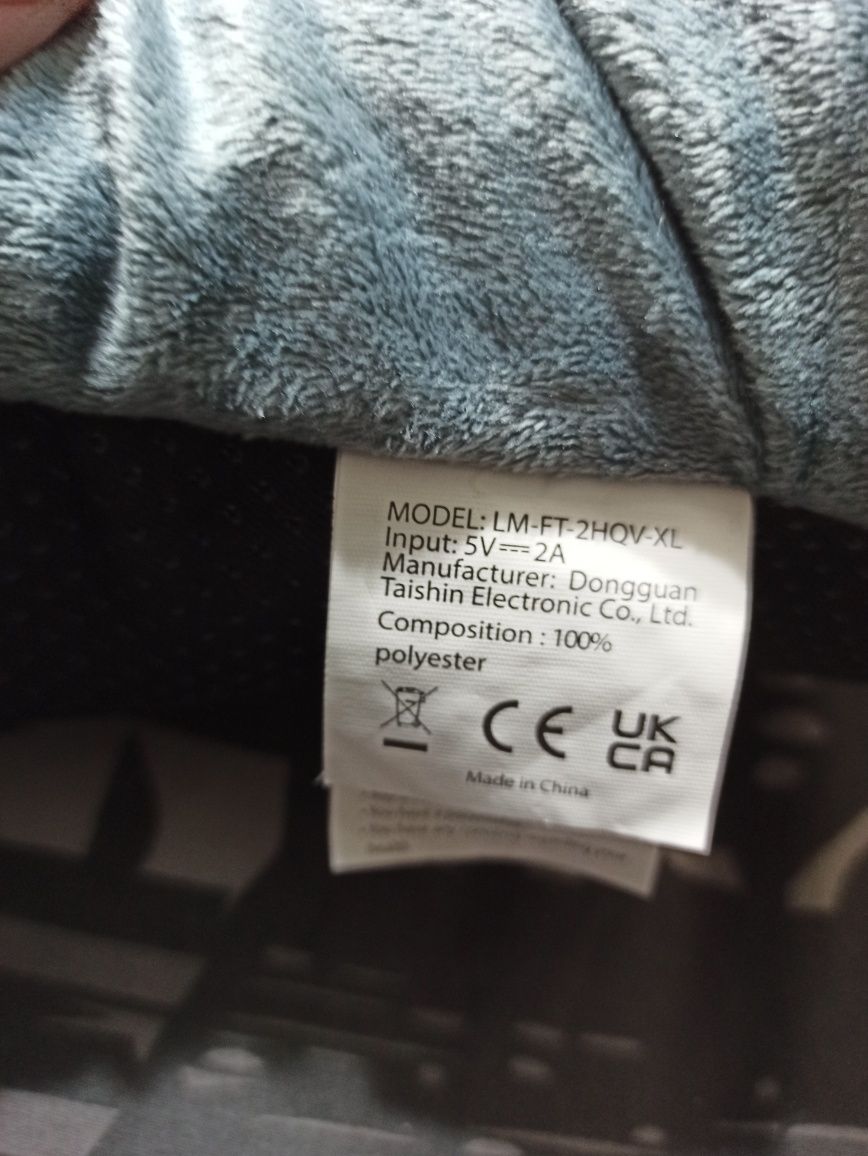 MODEL: LM-FT-2HQV-XL
Input: 5V⎓2A
Manufacturer: Dongguan
Taishin Electronic Co., Ltd.
Composition : 100%
polyester
CE UK
CA
Made in China